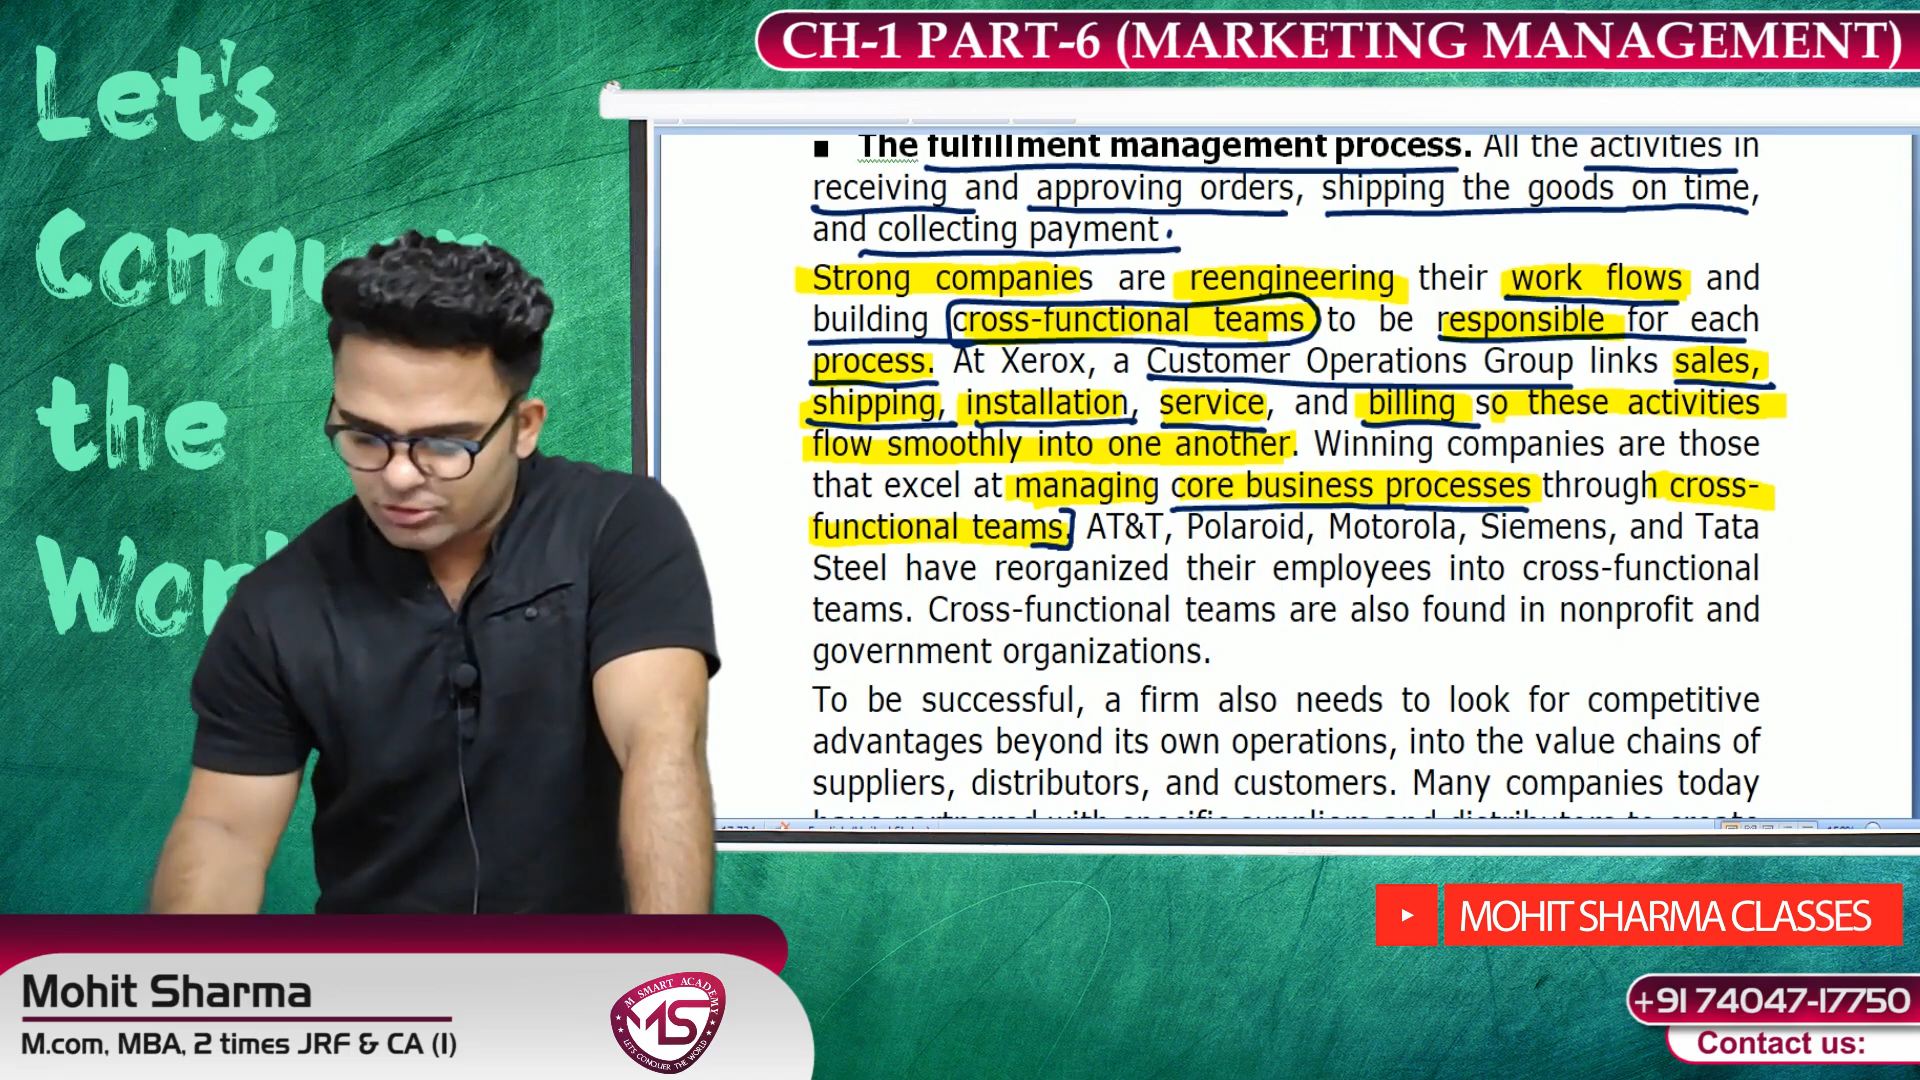 CH-1 PART-6 (MARKETING MANAGEMENT)
Let's
the
The fulfillment management process. All the activities in
receiving and approving orders, shipping the goods on time,
and collecting payment.
Strong companies are reengineering their work flows and
building cross-functional teams to be responsible for each
process. At Xerox, a Customer Operations Group links sales,
shipping, installation, service, and billing so these activities
flow smoothly into one another. Winning companies are those
that excel at managing core business processes through cross-
functional teams. AT&T, Polaroid, Motorola, Siemens, and Tata
Steel have reorganized their employees into cross-functional
teams. Cross-functional teams are also found in nonprofit and
government organizations.
To be successful, a firm also needs to look for competitive
advantages beyond its own operations, into the value chains of
suppliers, distributors, and customers. Many companies today
MOHIT SHARMA CLASSES
Mohit Sharma
M.com, MBA, 2 times JRF & CA (I)
M SMART ACADEMY
MS
LET'S CONQUER THE WORLD
+91 74047-17750
Contact us: